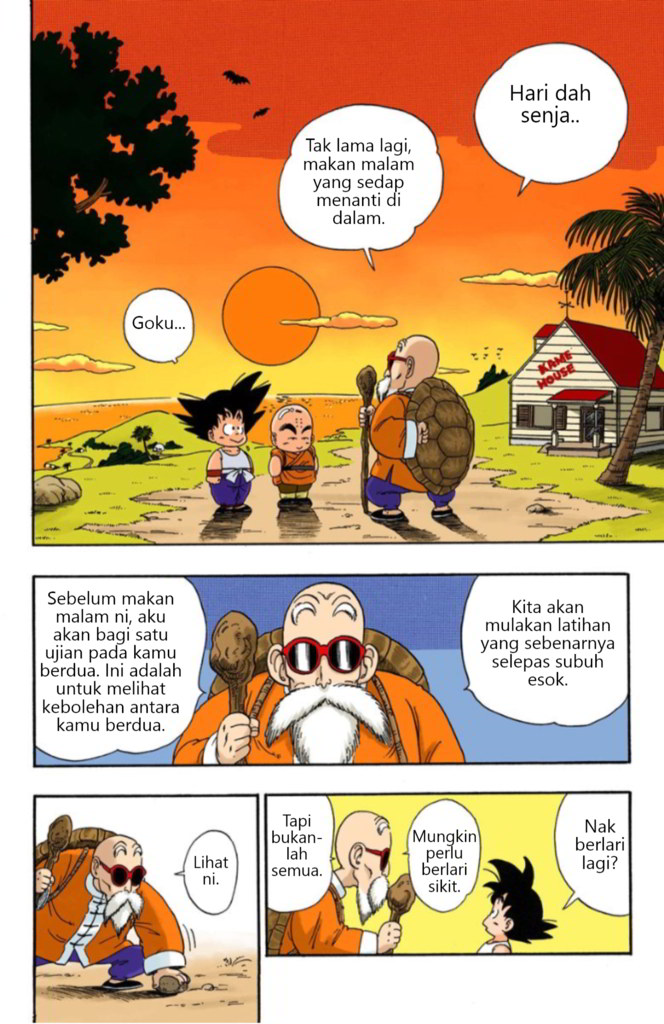 Hari dah
senja..
Tak lama lagi,
makan malam
yang sedap
menanti di
dalam.
Goku...
KAME
HOUSE
Kita akan
mulakan latihan
yang sebenarnya
selepas subuh
esok.
Sebelum makan
malam ni, aku
akan bagi satu
ujian pada kamu
berdua. Ini adalah
untuk melihat
kebolehan antara
kamu berdua.
Nak
berlari
lagi?
Mungkin
perlu
berlari
sikit.
Tapi
bukan-
lah
semua.
Lihat
ni.